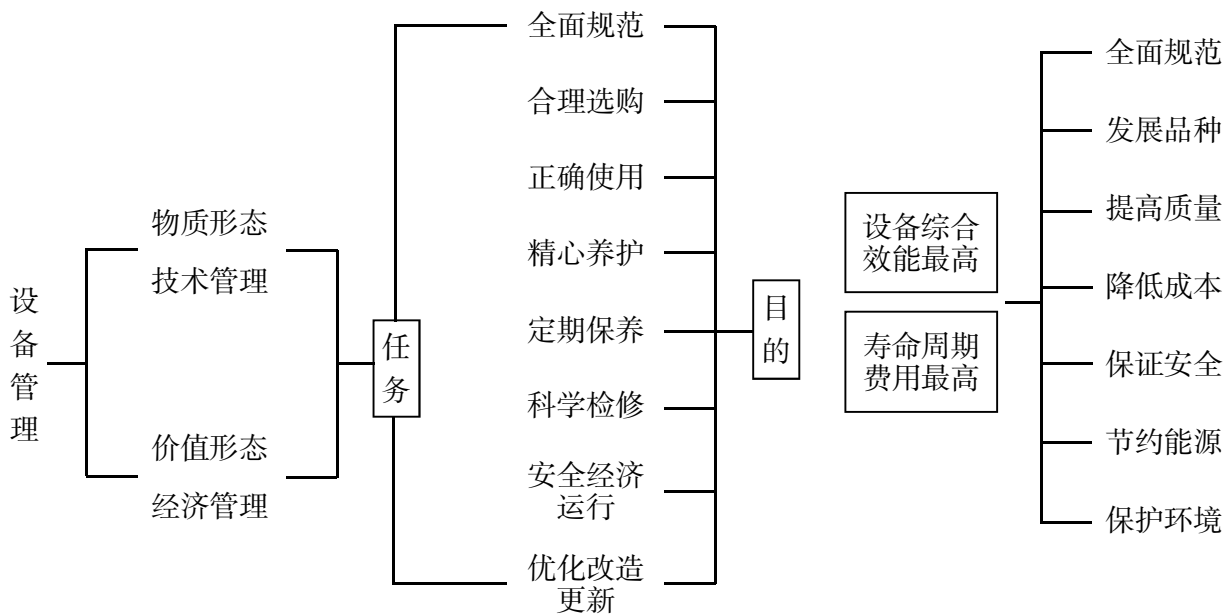 设备管理
物质形态
技术管理
价值形态
经济管理
任务
全面规范
合理选购
正确使用
精心养护
定期保养
科学检修
安全经济
运行
优化改造
更新
目的
设备综合
效能最高
寿命周期
费用最高
全面规范
发展品种
提高质量
降低成本
保证安全
节约能源
保护环境